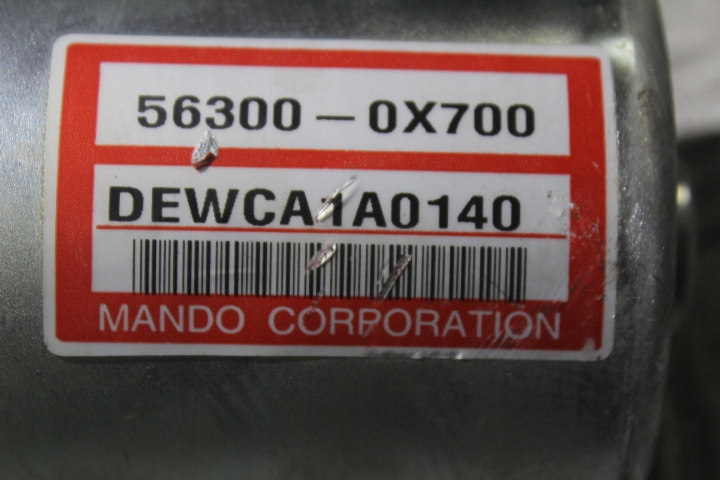 56300-0X700
DEWCA1A0140
MANDO CORPORATION